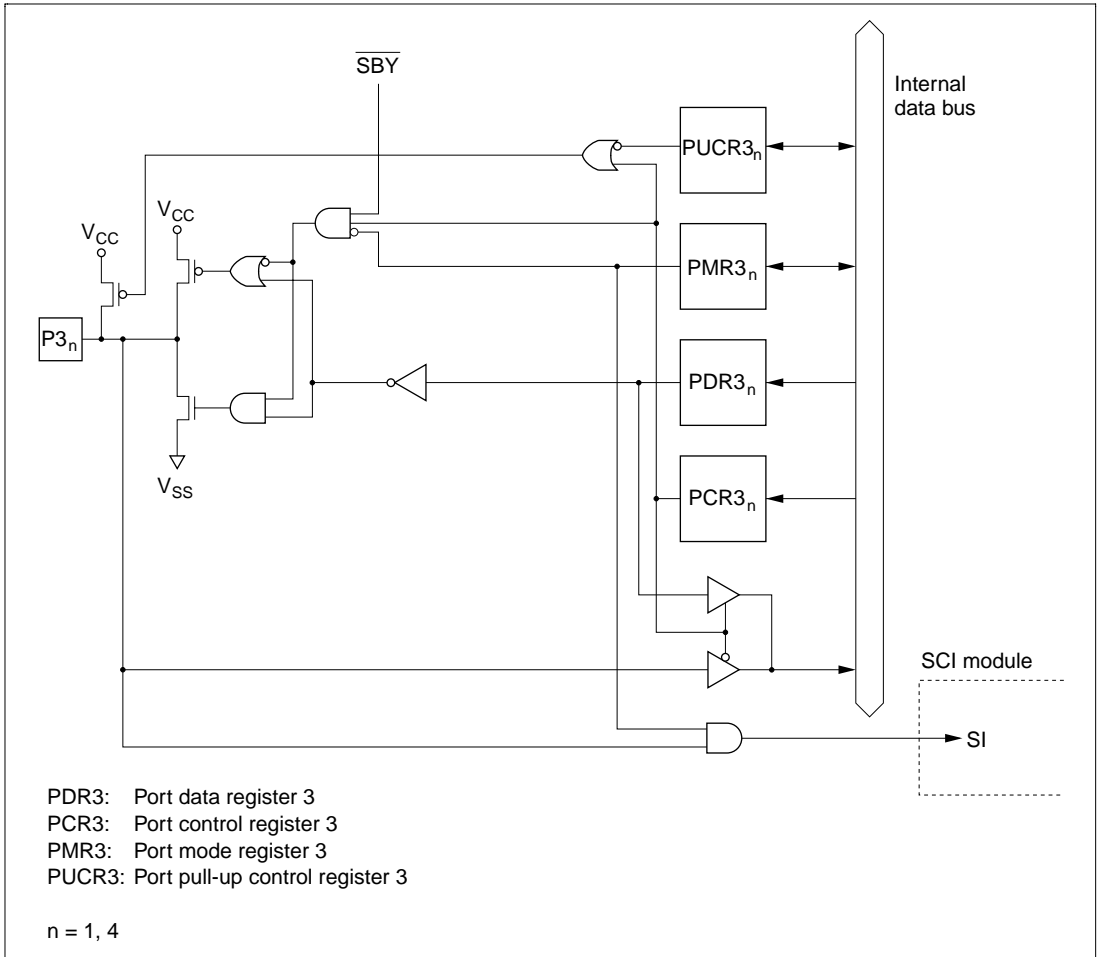 SBY
Internal
data bus
PUCR3n
VCC
VCC
PMR3n
P3n
PDR3n
VSS
PCR3n
SCI module
SI
PDR3: Port data register 3
PCR3: Port control register 3
PMR3: Port mode register 3
PUCR3: Port pull-up control register 3
n = 1, 4